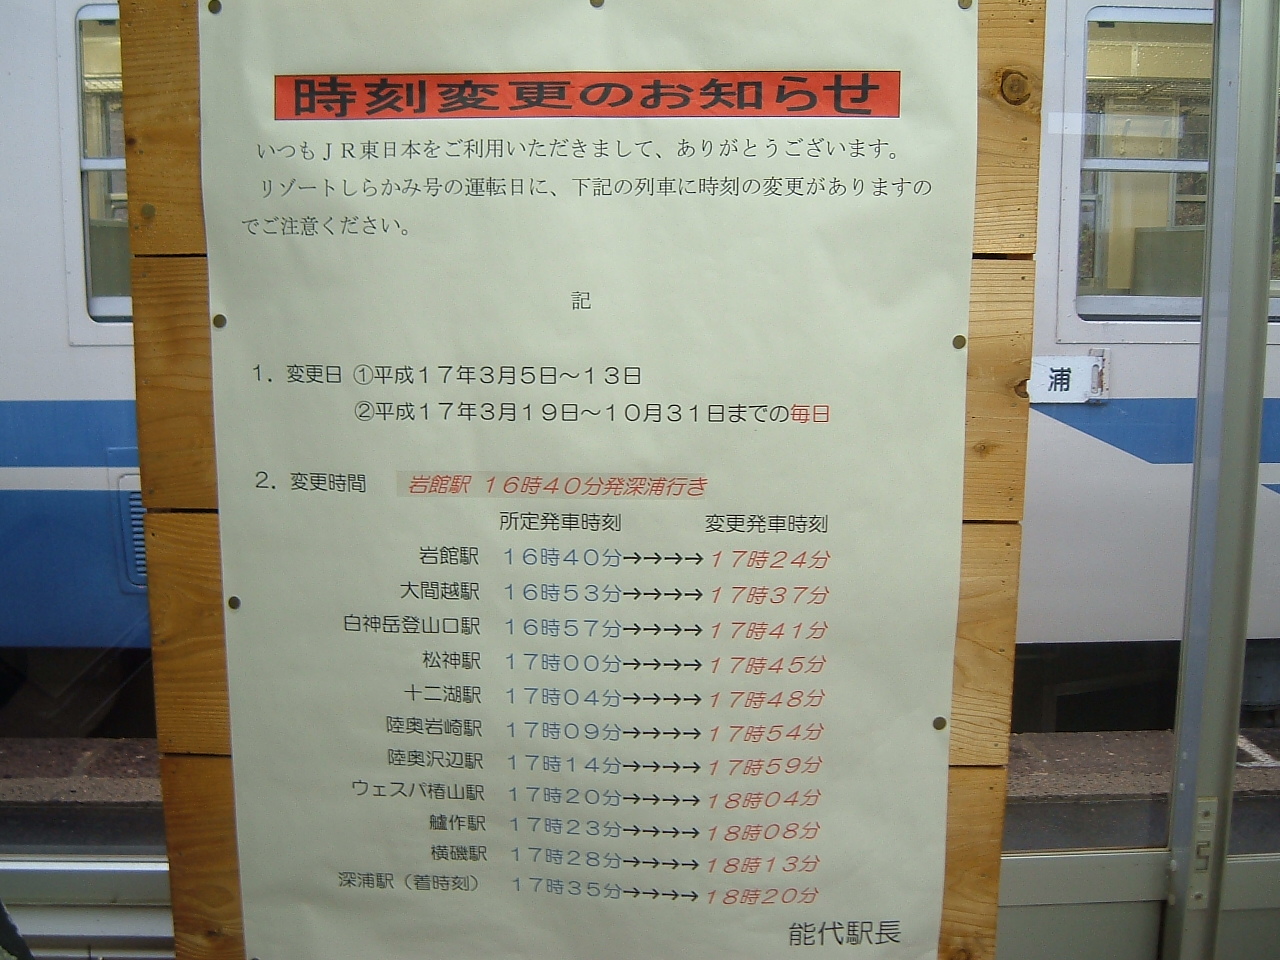 時刻変更のお知らせ
いつもＪＲ東日本をご利用いただきまして、ありがとうございます。
リゾートしらかみ号の運転日に、下記の列車に時刻の変更がありますの
でご注意ください。
記
１．変更日 ①平成１７年３月５日～１３日
②平成１７年３月１９日～１０月３１日までの毎日
浦
２．変更時間 岩館駅 １６時４０分発深浦行き
所定発車時刻 変更発車時刻
岩館駅 １６時４０分→→→→１７時２４分
大間越駅 １６時５３分→→→→１７時３７分
白神岳登山口駅 １６時５７分→→→→１７時４１分
松神駅 １７時００分→→→→１７時４５分
十二湖駅 １７時０４分→→→→１７時４８分
陸奥岩崎駅 １７時０９分→→→→１７時５４分
陸奥沢辺駅 １７時１４分→→→→１７時５９分
ウェスパ椿山駅 １７時２０分→→→→１８時０４分
艫作駅 １７時２３分→→→→１８時０８分
横磯駅 １７時２８分→→→→１８時１３分
深浦駅（着時刻） １７時３５分→→→→１８時２０分
能代駅長